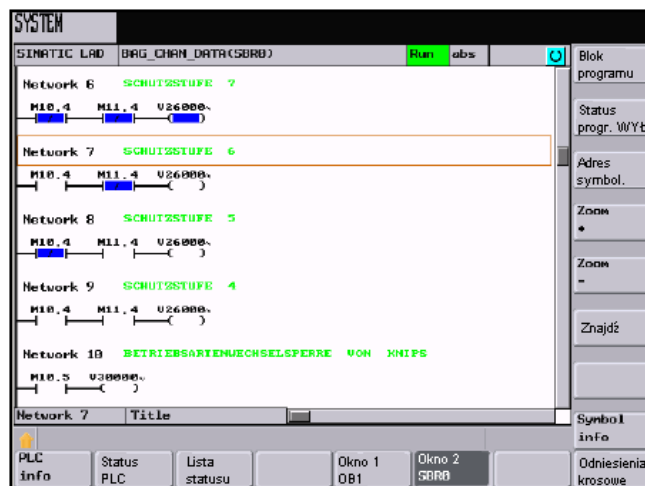 SYSTEM
SIMATIC LAD BAG_CHAN_DATA(SBR0) Run abs
Network 6 SCHUTZSTUFE 7
M10.4 M11.4 V26000~
Network 7 SCHUTZSTUFE 6
M10.4 M11.4 V26000~
Network 8 SCHUTZSTUFE 5
M10.4 M11.4 V26000~
Network 9 SCHUTZSTUFE 4
M10.4 M11.4 V26000~
Network 10 BETRIEBSARTENWECHSELSPERRE VON KNIPS
M10.5 V30000~
Network 7 Title
Blok
programu
Status
progr. WYŁ
Adres
symbol.
Zoom
+
Zoom
-
Znajdź
Symbol
info
Odniesienia
krosowe
PLC
info
Status
PLC
Lista
statusu
Okno 1
OB1
Okno 2
SBR0